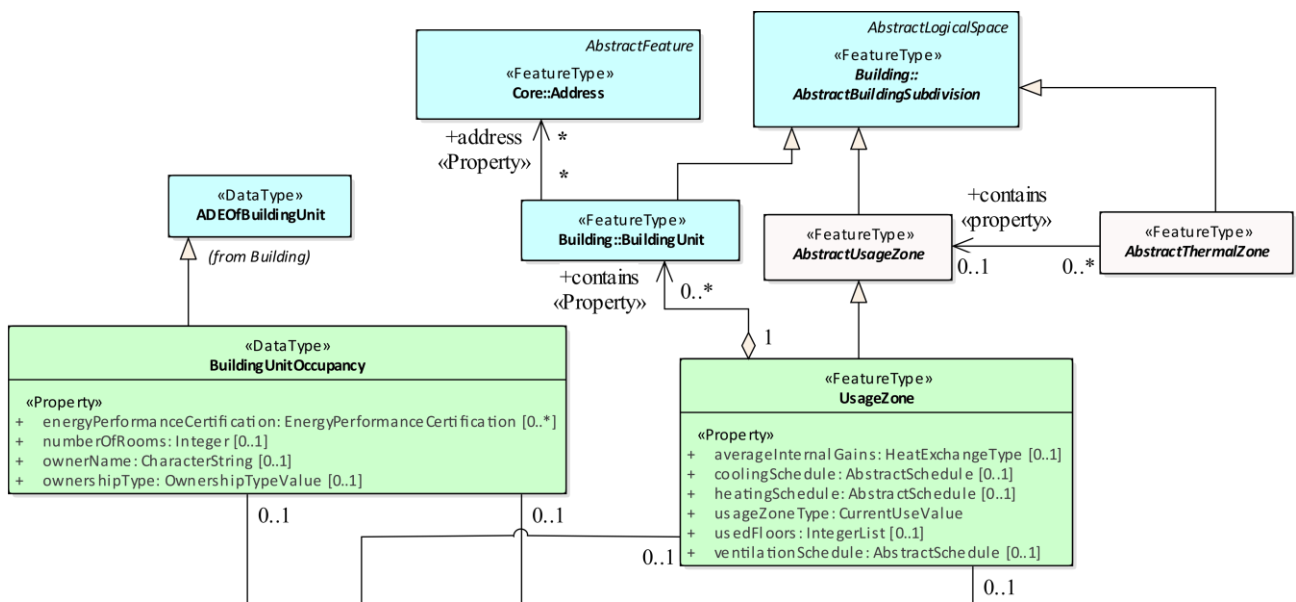 AbstractFeature
«FeatureType»
Core::Address
AbstractLogicalSpace
«FeatureType»
Building::
AbstractBuildingSubdivision
+address
«Property»
*
*
«DataType»
ADEOfBuildingUnit
(from Building)
«FeatureType»
Building::BuildingUnit
+contains
«Property»
0..*
1
«FeatureType»
AbstractUsageZone
+contains
«property»
0..1
0..*
«FeatureType»
AbstractThermalZone
«DataType»
BuildingUnitOccupancy
«Property»
+ energyPerformanceCertification: EnergyPerformanceCertification [0..*]
+ numberOfRooms: Integer [0..1]
+ ownerName: CharacterString [0..1]
+ ownershipType: OwnershipTypeValue [0..1]
0..1
0..1
«FeatureType»
UsageZone
«Property»
+ averageInternalGains: HeatExchangeType [0..1]
+ coolingSchedule: AbstractSchedule [0..1]
+ heatingSchedule: AbstractSchedule [0..1]
+ usageZoneType: CurrentUseValue
+ usedFloors: IntegerList [0..1]
+ ventilationSchedule: AbstractSchedule [0..1]
0..1
0..1